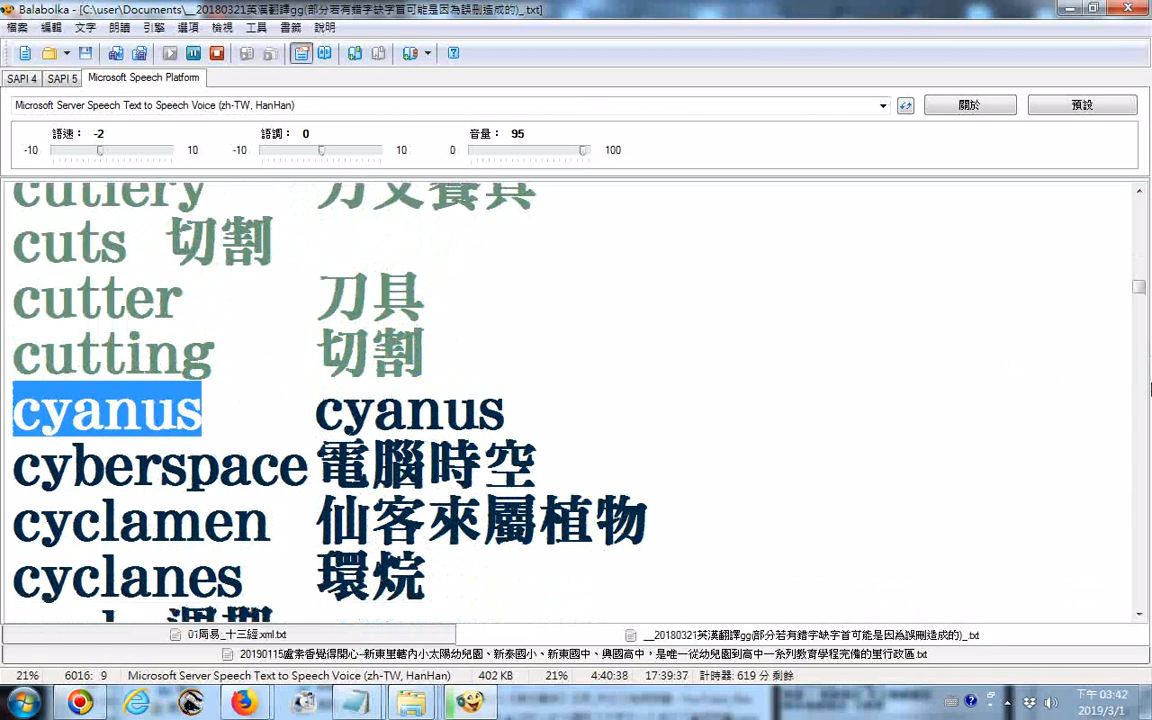 Balabolka - [C:\user\Documents\__20180321英漢翻譯gg(部分若有錯字缺字首可能是因為誤刪造成的)_.txt]
檔案 編輯 文字 朗讀 引擎 選項 檢視 工具 書籤 說明
SAPI 4 SAPI 5 Microsoft Speech Platform
Microsoft Server Speech Text to Speech Voice (zh-TW, HanHan) 關於 預設
語速： -2 語調： 0 音量： 95
-10 10 -10 10 0 100
cutlery 刀叉餐具
cuts 切割
cutter 刀具
cutting 切割
cyanus cyanus
cyberspace 電腦時空
cyclamen 仙客來屬植物
cyclanes 環烷
01周易_十三經.xml.txt __20180321英漢翻譯gg(部分若有錯字缺字首可能是因為誤刪造成的)_.txt
20190115盧素香覺得開心-新東里轄內小太陽幼兒園、新泰國小、新東國中、興國高中，是唯一從幼兒園到高中一系列教育學程完備的里行政區.txt
21% 6016: 9 Microsoft Server Speech Text to Speech Voice (zh-TW, HanHan) 402 KB 21% 4:40:38 17:39:37 計時器: 619 分 剩餘
下午 03:42
2019/3/1